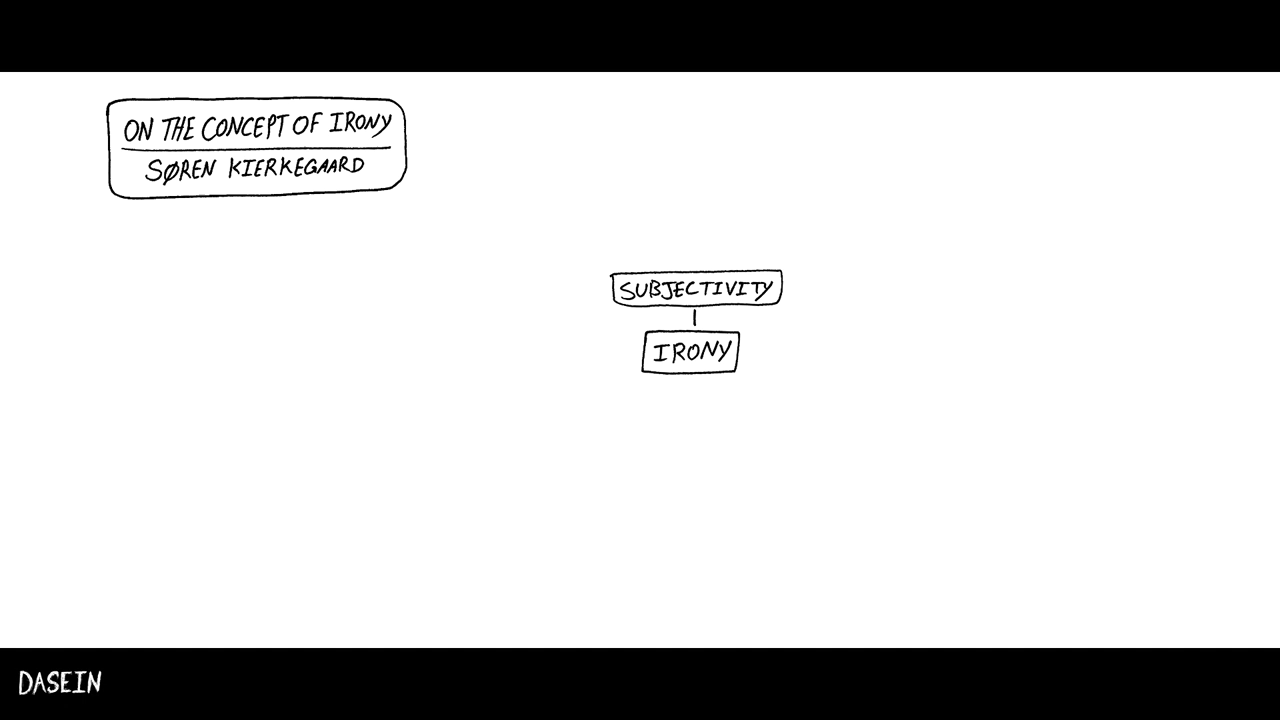 ON THE CONCEPT OF IRONY
SØREN KIERKEGAARD
SUBJECTIVITY
IRONY
DASEIN